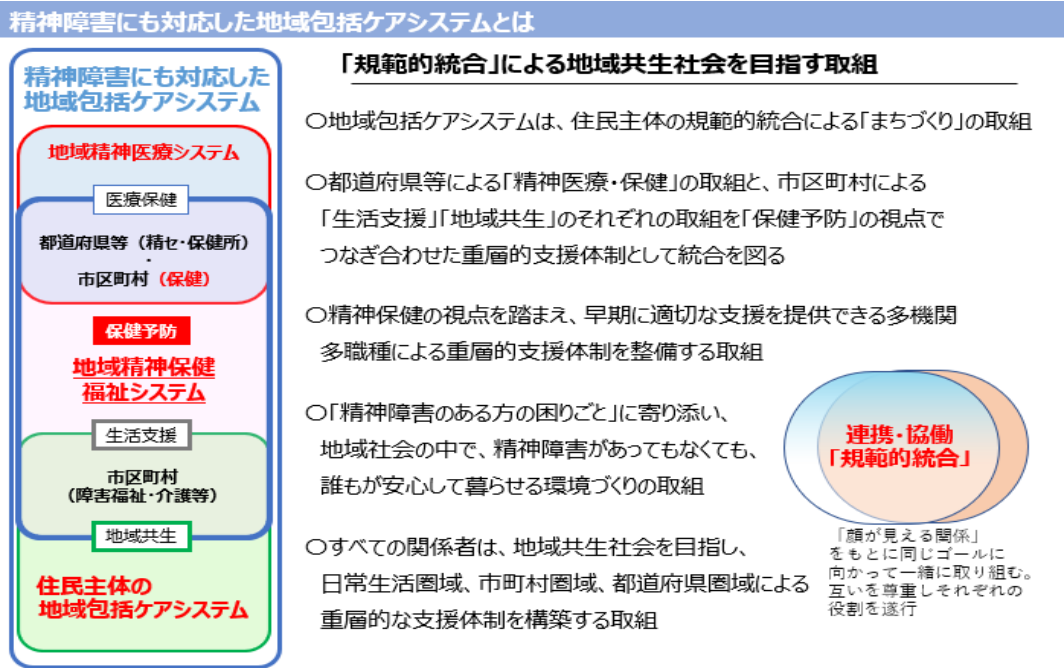 精神障害にも対応した地域包括ケアシステムとは
精神障害にも対応した
地域包括ケアシステム
地域精神医療システム
医療保健
都道府県等（精セ・保健所）
・
市区町村（保健）
保健予防
地域精神保健
福祉システム
生活支援
市区町村
（障害福祉・介護等）
地域共生
住民主体の
地域包括ケアシステム
「規範的統合」による地域共生社会を目指す取組
〇地域包括ケアシステムは、住民主体の規範的統合による「まちづくり」の取組
〇都道府県等による「精神医療・保健」の取組と、市区町村による
「生活支援」「地域共生」のそれぞれの取組を「保健予防」の視点で
つなぎ合わせた重層的支援体制として統合を図る
〇精神保健の視点を踏まえ、早期に適切な支援を提供できる多機関
多職種による重層的支援体制を整備する取組
〇「精神障害のある方の困りごと」に寄り添い、
地域社会の中で、精神障害があってもなくても、
誰もが安心して暮らせる環境づくりの取組
〇すべての関係者は、地域共生社会を目指し、
日常生活圏域、市町村圏域、都道府県圏域による
重層的な支援体制を構築する取組
連携・協働
「規範的統合」
「顔が見える関係」
をもとに同じゴールに
向かって一緒に取り組む。
互いを尊重しそれぞれの
役割を遂行